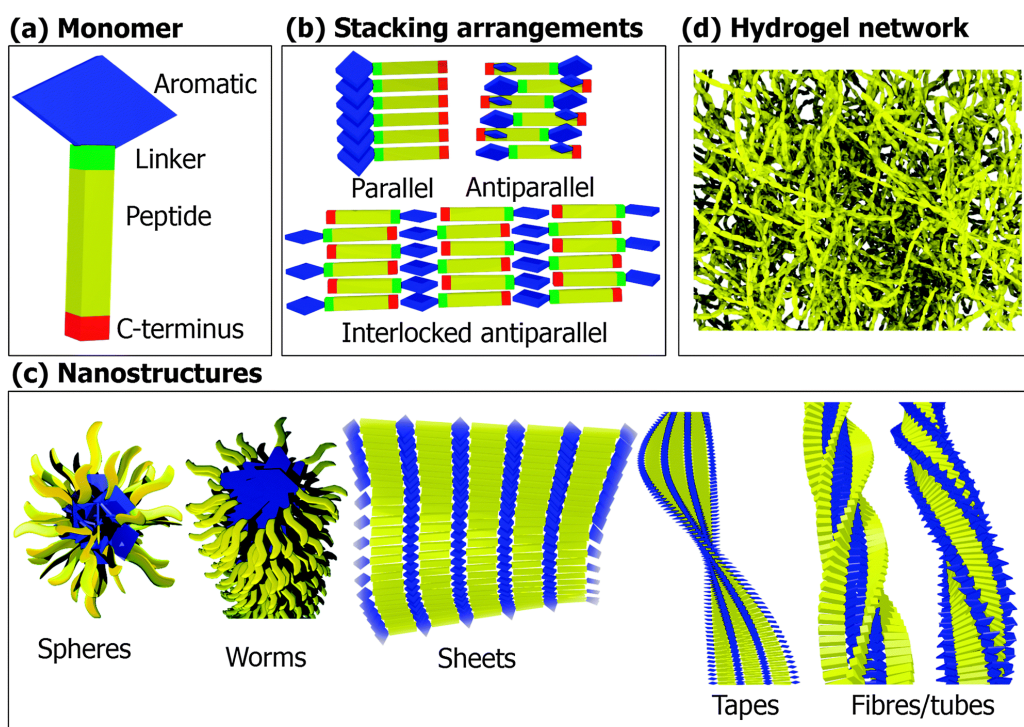 (a) Monomer
Aromatic
Linker
Peptide
C-terminus
(b) Stacking arrangements
Parallel
Antiparallel
Interlocked antiparallel
(d) Hydrogel network
(c) Nanostructures
Spheres
Worms
Sheets
Tapes
Fibres/tubes